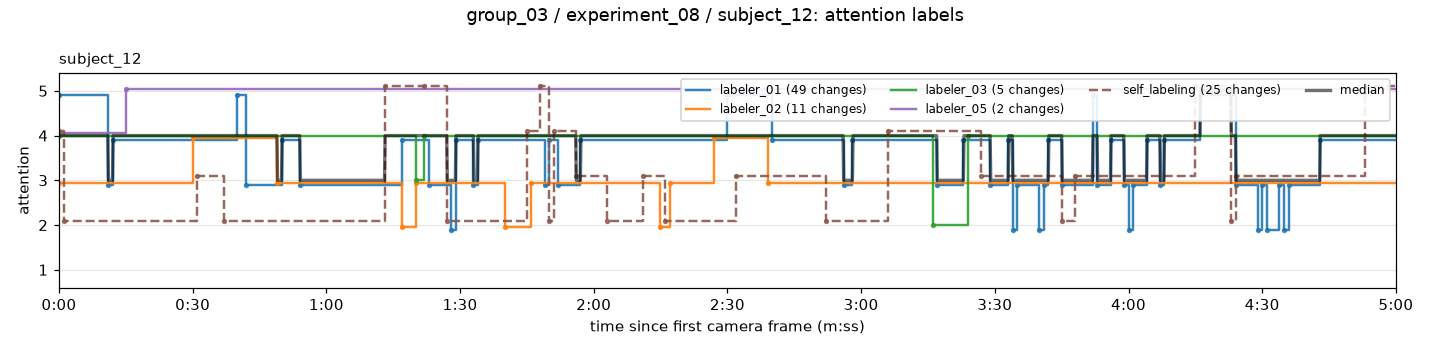 group_03 / experiment_08 / subject_12: attention labels
subject_12
labeler_01 (49 changes)
labeler_02 (11 changes)
labeler_03 (5 changes)
labeler_05 (2 changes)
self_labeling (25 changes)
median
attention
5
4
3
2
1
0:00 0:30 1:00 1:30 2:00 2:30 3:00 3:30 4:00 4:30 5:00
time since first camera frame (m:ss)